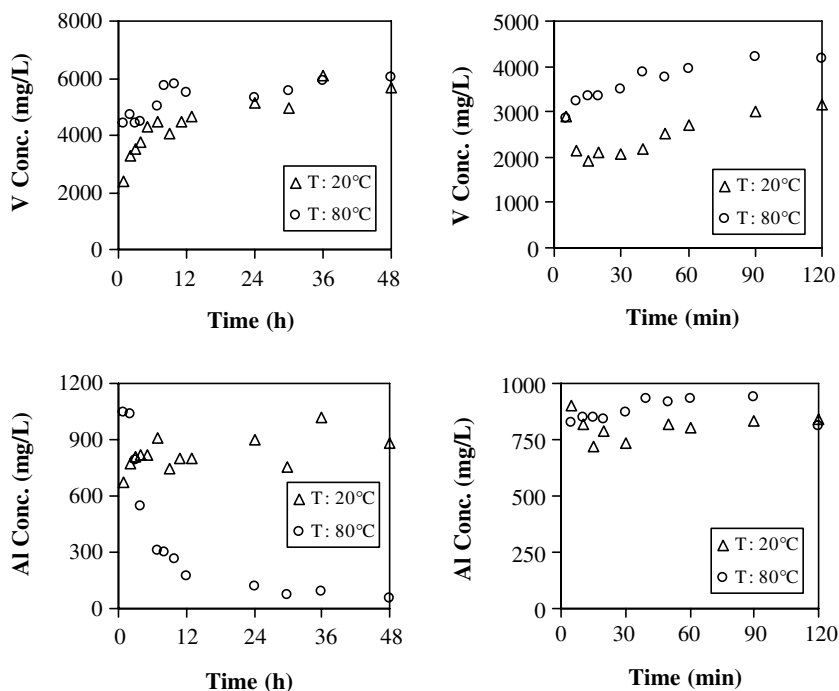 V Conc. (mg/L)
8000
6000
4000
2000
0
T: 20°C
T: 80°C
0 12 24 36 48
Time (h)
V Conc. (mg/L)
5000
4000
3000
2000
1000
0
T: 20°C
T: 80°C
0 30 60 90 120
Time (min)
Al Conc. (mg/L)
1200
900
600
300
0
T: 20°C
T: 80°C
0 12 24 36 48
Time (h)
Al Conc. (mg/L)
1000
750
500
250
0
T: 20°C
T: 80°C
0 30 60 90 120
Time (min)